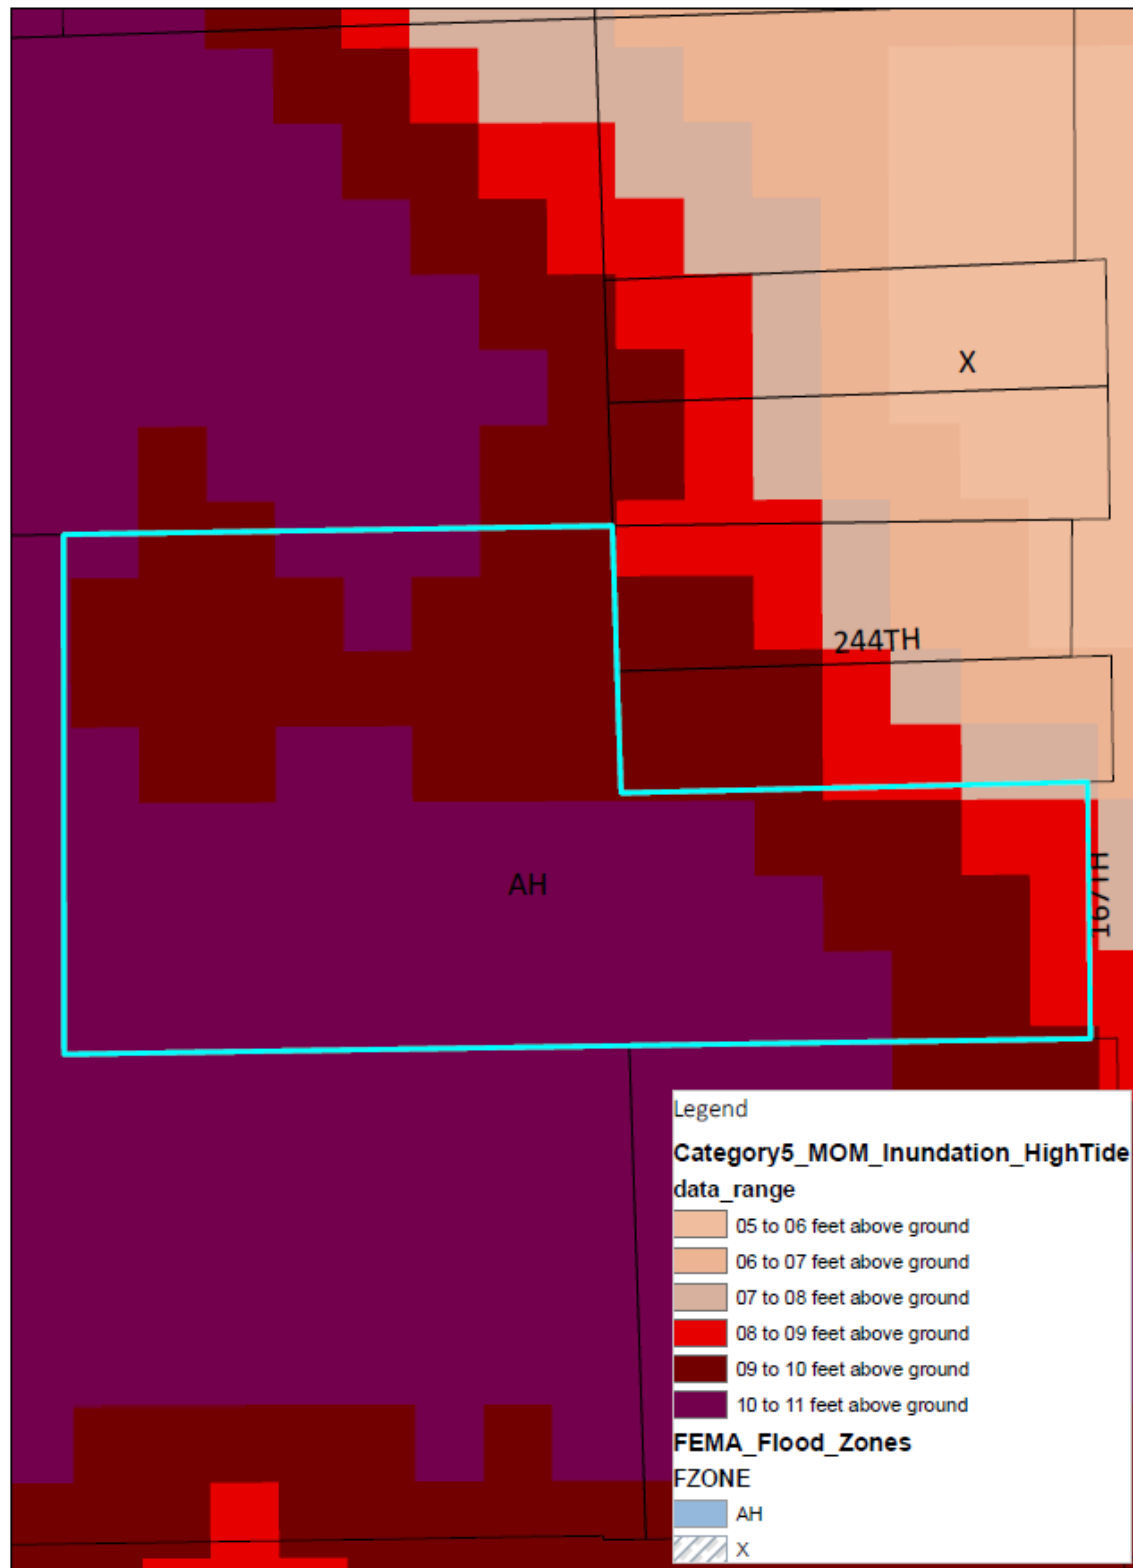 X
244TH
167TH
AH
Legend
Category5_MOM_Inundation_HighTide
data_range
05 to 06 feet above ground
06 to 07 feet above ground
07 to 08 feet above ground
08 to 09 feet above ground
09 to 10 feet above ground
10 to 11 feet above ground
FEMA_Flood_Zones
FZONE
AH
X